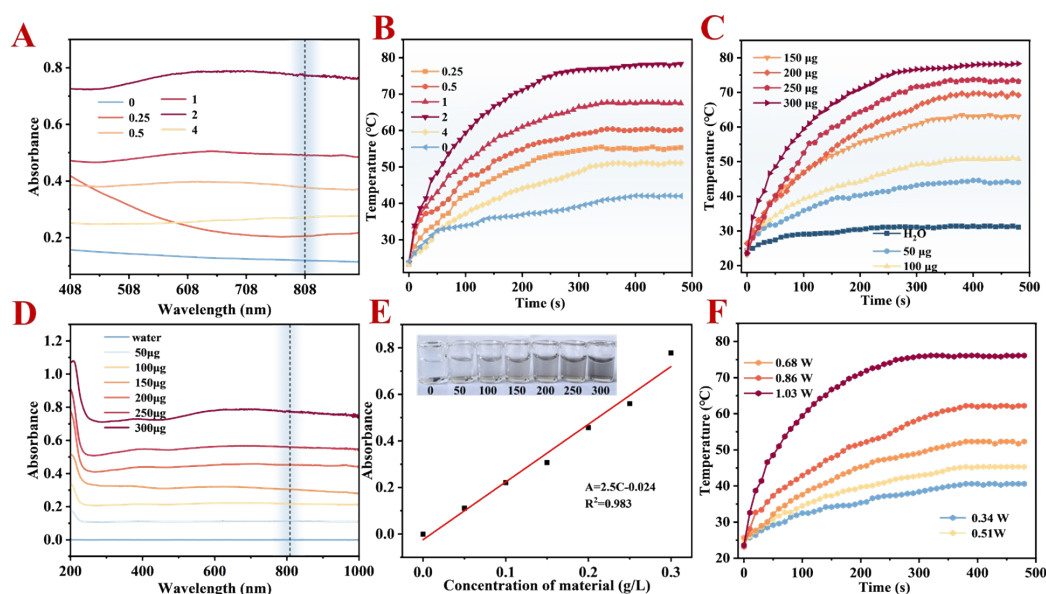 A
0.8
0.6
0.4
0.2
Absorbance
0
0.25
0.5
1
2
4
408
508
608
708
808
Wavelength (nm)
B
80
70
60
50
40
30
Temperature (℃)
0.25
0.5
1
2
4
0
0
100
200
300
400
500
Time (s)
C
90
80
70
60
50
40
30
20
Temperature (℃)
150 μg
200 μg
250 μg
300 μg
H₂O
50 μg
100 μg
0
100
200
300
400
500
Time (s)
D
1.2
1.0
0.8
0.6
0.4
0.2
0.0
Absorbance
water
50μg
100μg
150μg
200μg
250μg
300μg
200
400
600
800
1000
Wavelength (nm)
E
0.8
0.6
0.4
0.2
0.0
Absorbance
0 50 100 150 200 250 300
A=2.5C-0.024
R²=0.983
0.0
0.1
0.2
0.3
Concentration of material (g/L)
F
80
70
60
50
40
30
20
Temperature (℃)
0.68 W
0.86 W
1.03 W
0.34 W
0.51W
0
100
200
300
400
500
Time (s)